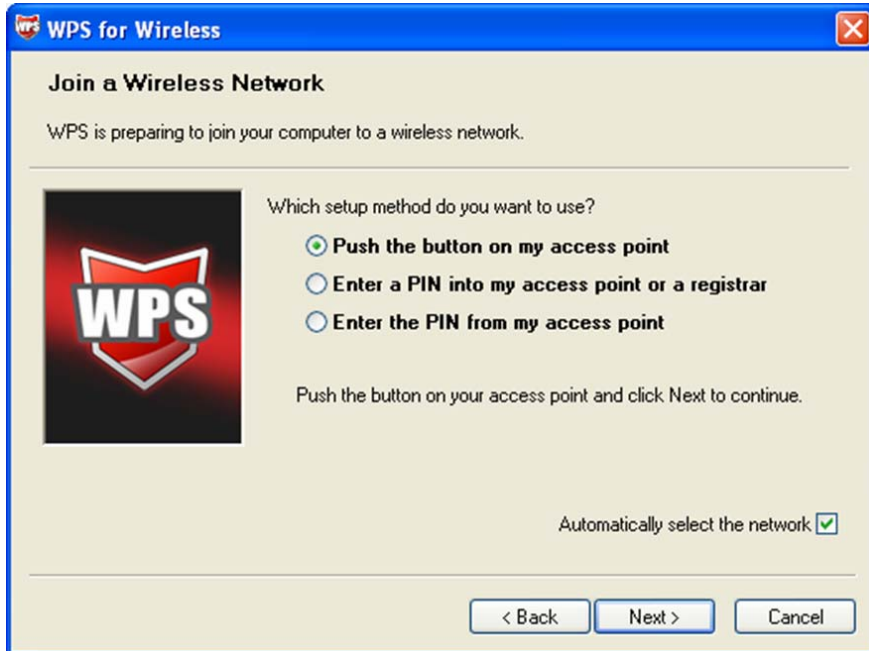 WPS for Wireless
Join a Wireless Network
WPS is preparing to join your computer to a wireless network.
Which setup method do you want to use?
Push the button on my access point
Enter a PIN into my access point or a registrar
Enter the PIN from my access point
WPS
Push the button on your access point and click Next to continue.
Automatically select the network
< Back
Next >
Cancel